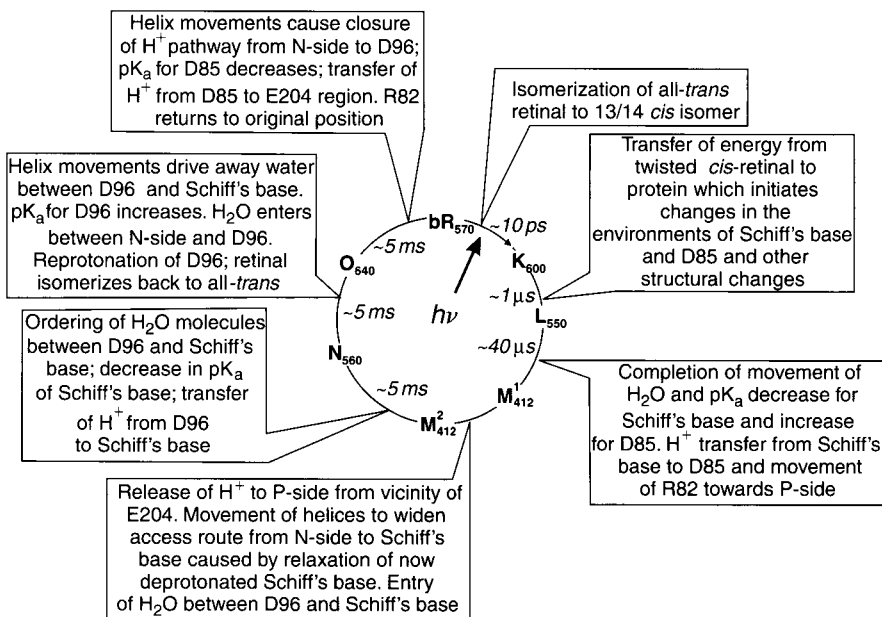 Helix movements cause closure
of H⁺ pathway from N-side to D96;
pKₐ for D85 decreases; transfer of
H⁺ from D85 to E204 region. R82
returns to original position
Isomerization of all-trans
retinal to 13/14 cis isomer
Transfer of energy from
twisted cis-retinal to
protein which initiates
changes in the
environments of Schiff's base
and D85 and other
structural changes
Helix movements drive away water
between D96 and Schiff's base.
pKₐ for D96 increases. H₂O enters
between N-side and D96.
Reprotonation of D96; retinal
isomerizes back to all-trans
bR₅₇₀
~10 ps
K₆₀₀
~1 μs
L₅₅₀
~40 μs
M¹₄₁₂
M²₄₁₂
~5 ms
N₅₆₀
~5 ms
O₆₄₀
~5 ms
hν
Ordering of H₂O molecules
between D96 and Schiff's
base; decrease in pKₐ
of Schiff's base; transfer
of H⁺ from D96
to Schiff's base
Completion of movement of
H₂O and pKₐ decrease for
Schiff's base and increase
for D85. H⁺ transfer from Schiff's
base to D85 and movement
of R82 towards P-side
Release of H⁺ to P-side from vicinity of
E204. Movement of helices to widen
access route from N-side to Schiff's
base caused by relaxation of now
deprotonated Schiff's base. Entry
of H₂O between D96 and Schiff's base